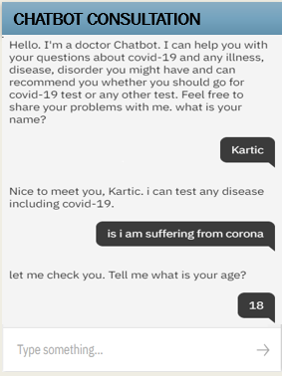 CHATBOT CONSULTATION
Hello. I'm a doctor Chatbot. I can help you with
your questions about covid-19 and any illness,
disease, disorder you might have and can
recommend you whether you should go for
covid-19 test or any other test. Feel free to
share your problems with me. what is your
name?
Kartic
Nice to meet you, Kartic. i can test any disease
including covid-19.
is i am suffering from corona
let me check you. Tell me what is your age?
18
Type something...